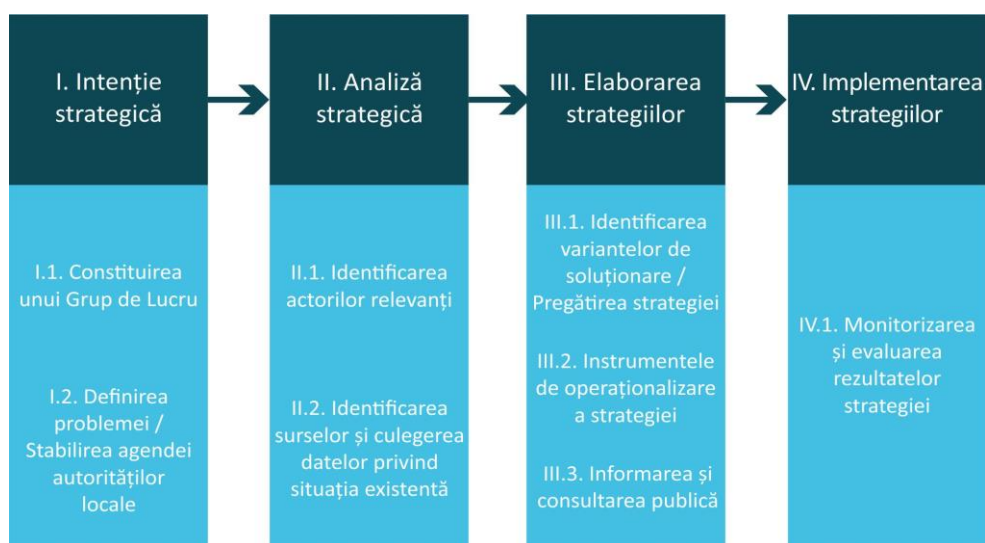 I. Intenție
strategică
II. Analiză
strategică
III. Elaborarea
strategiilor
IV. Implementarea
strategiilor
I.1. Constituirea
unui Grup de Lucru
I.2. Definirea
problemei /
Stabilirea agendei
autorităților
locale
II.1. Identificarea
actorilor relevanți
II.2. Identificarea
surselor și culegerea
datelor privind
situația existentă
III.1. Identificarea
variantelor de
soluționare /
Pregătirea strategiei
III.2. Instrumentele
de operaționalizare
a strategiei
III.3. Informarea și
consultarea publică
IV.1. Monitorizarea
și evaluarea
rezultatelor
strategiei